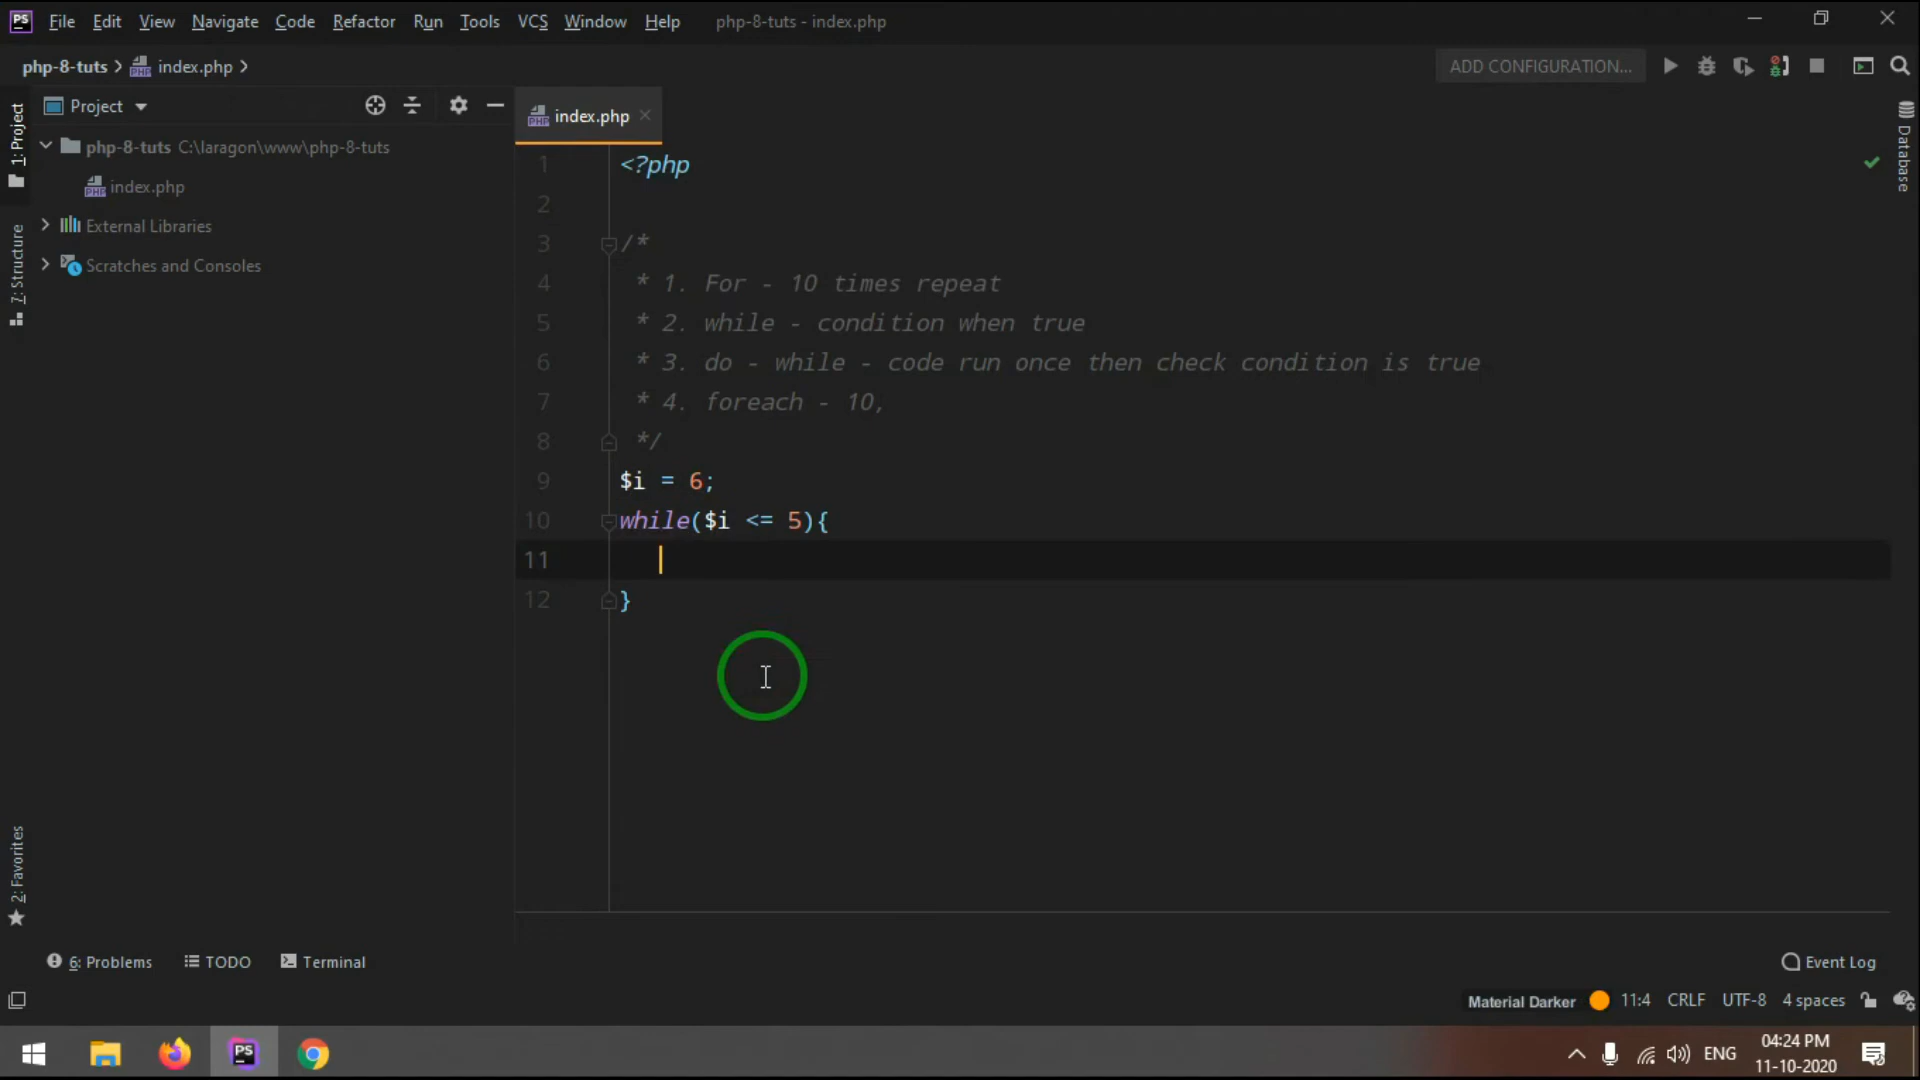 PS File Edit View Navigate Code Refactor Run Tools VCS Window Help php-8-tuts - index.php
php-8-tuts index.php ADD CONFIGURATION...
1: Project
Project
index.php
php-8-tuts C:\laragon\www\php-8-tuts
index.php
External Libraries
Scratches and Consoles
7: Structure
2: Favorites
Database
1 <?php
2
3 /*
4 * 1. For - 10 times repeat
5 * 2. while - condition when true
6 * 3. do - while - code run once then check condition is true
7 * 4. foreach - 10,
8 */
9 $i = 6;
10 while($i <= 5){
11
12 }
6: Problems TODO Terminal Event Log
Material Darker 11:4 CRLF UTF-8 4 spaces
PS ENG 04:24 PM
11-10-2020